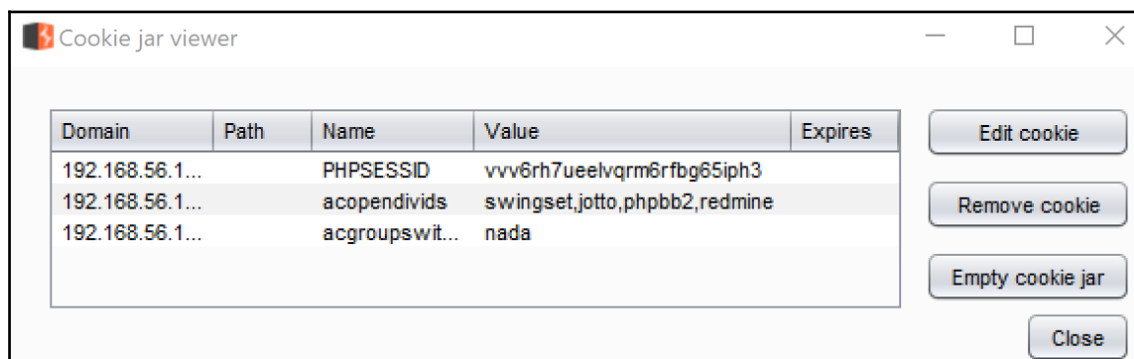 Cookie jar viewer
Domain Path Name Value Expires
192.168.56.1... PHPSESSID vvv6rh7ueelvqrm6rfbg65iph3
192.168.56.1... acopendivids swingset,jotto,phpbb2,redmine
192.168.56.1... acgroupswit... nada
Edit cookie
Remove cookie
Empty cookie jar
Close